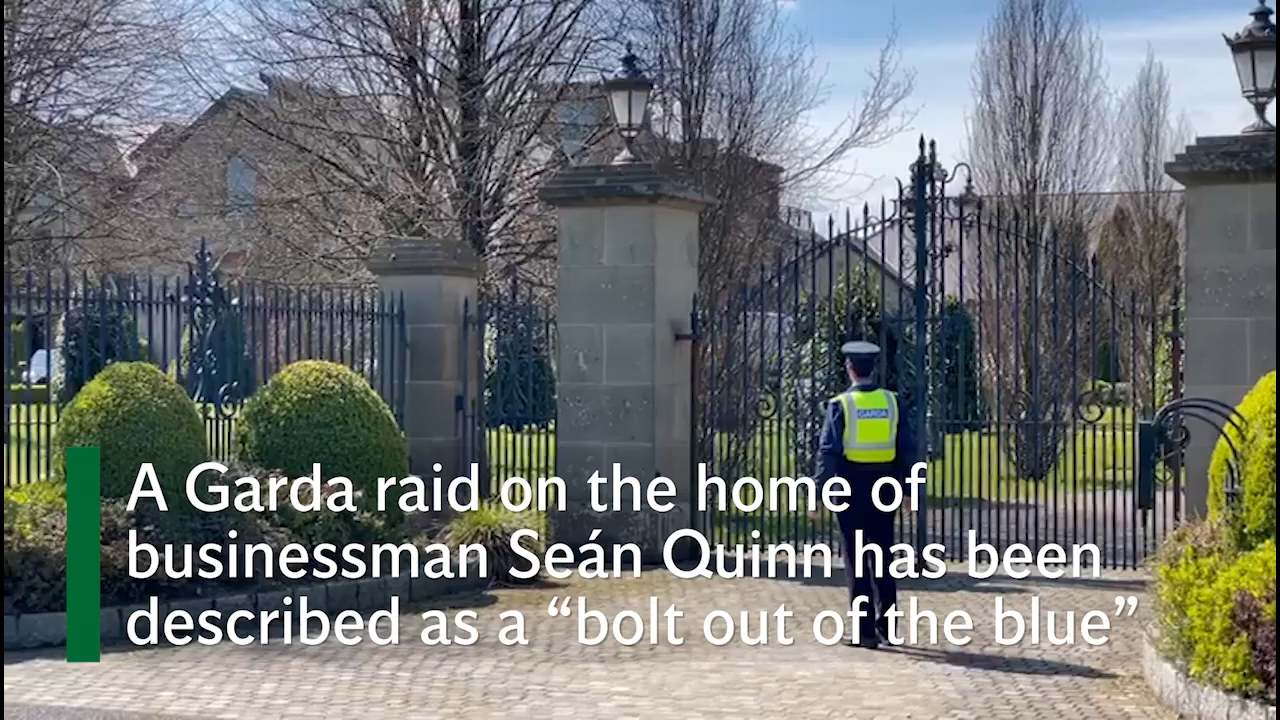 GARDA
A Garda raid on the home of
businessman Seán Quinn has been
described as a “bolt out of the blue”